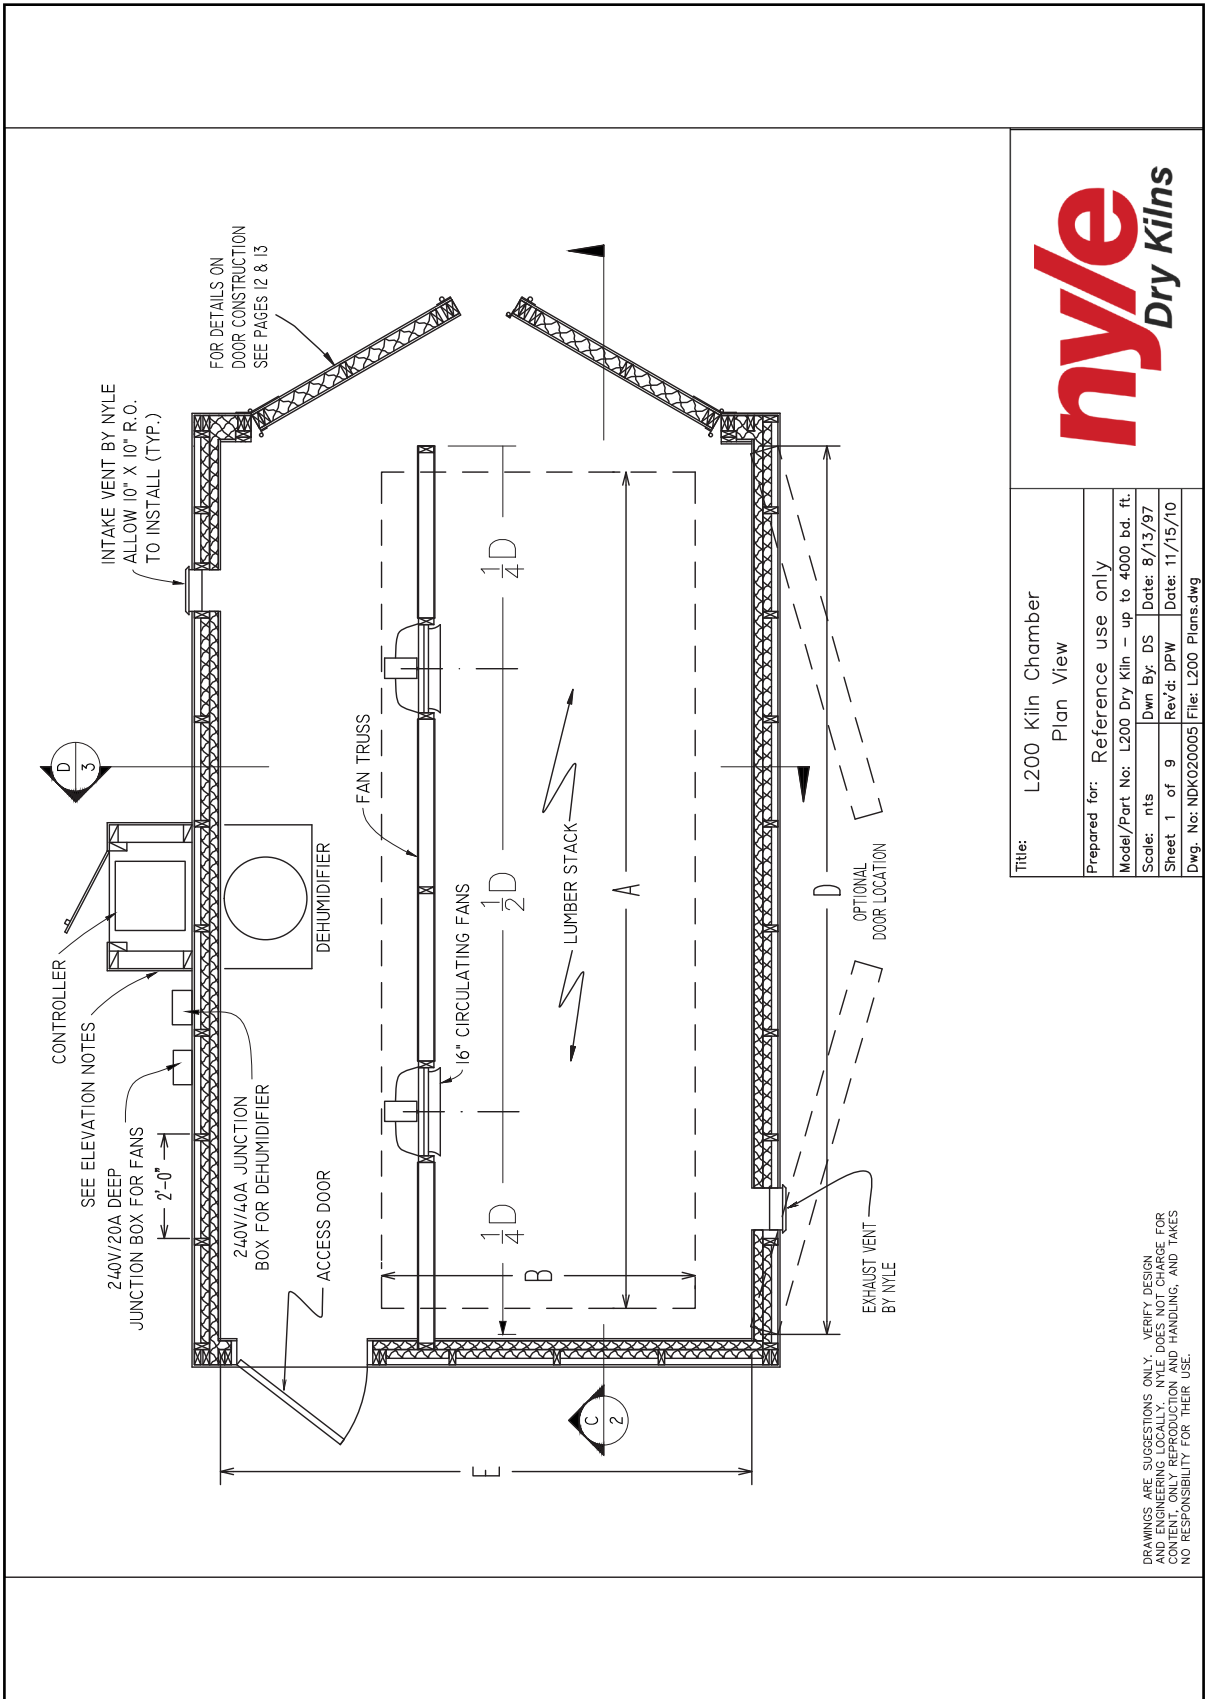 CONTROLLER
SEE ELEVATION NOTES
240V/20A DEEP
JUNCTION BOX FOR FANS
2'-0"
240V/40A JUNCTION
BOX FOR DEHUMIDIFIER
ACCESS DOOR
D
3
INTAKE VENT BY NYLE
ALLOW 10" X 10" R.O.
TO INSTALL (TYP.)
FOR DETAILS ON
DOOR CONSTRUCTION
SEE PAGEs 12 & 13
DEHUMIDIFIER
FAN TRUSS
16" CIRCULATING FANS
1/4 D
1/2 D
1/4 D
LUMBER STACK
A
B
C
2
E
D
OPTIONAL
DOOR LOCATION
EXHAUST VENT
BY NYLE
nyle
Dry Kilns
Title:
L200 Kiln Chamber
Plan View
Prepared for: Reference use only
Model/Part No: L200 Dry Kiln - up to 4000 bd. ft.
Scale: nts Dwn By: DS Date: 8/13/97
Sheet 1 of 9 Rev'd: DPW Date: 11/15/10
Dwg. No: NDK020005 File: L200 Plans.dwg
DRAWINGS ARE SUGGESTIONS ONLY. VERIFY DESIGN
AND ENGINEERING LOCALLY. NYLE DOES NOT CHARGE FOR
CONTENT, ONLY REPRODUCTION AND HANDLING, AND TAKES
NO RESPONSIBILITY FOR THEIR USE.